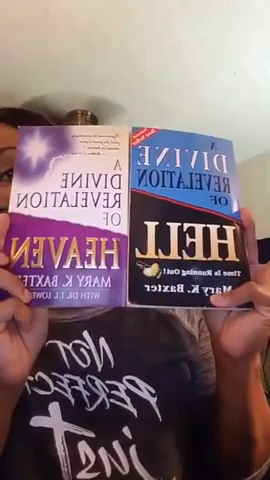 A
DIVINE
REVELATION
OF
HEAVEN
MARY K. BAXTER
WITH DR. T.L. LOWERY
A
DIVINE
REVELATION
OF
HELL
Time Is Running Out!
Mary K. Baxter
NOT
PERFECT
just